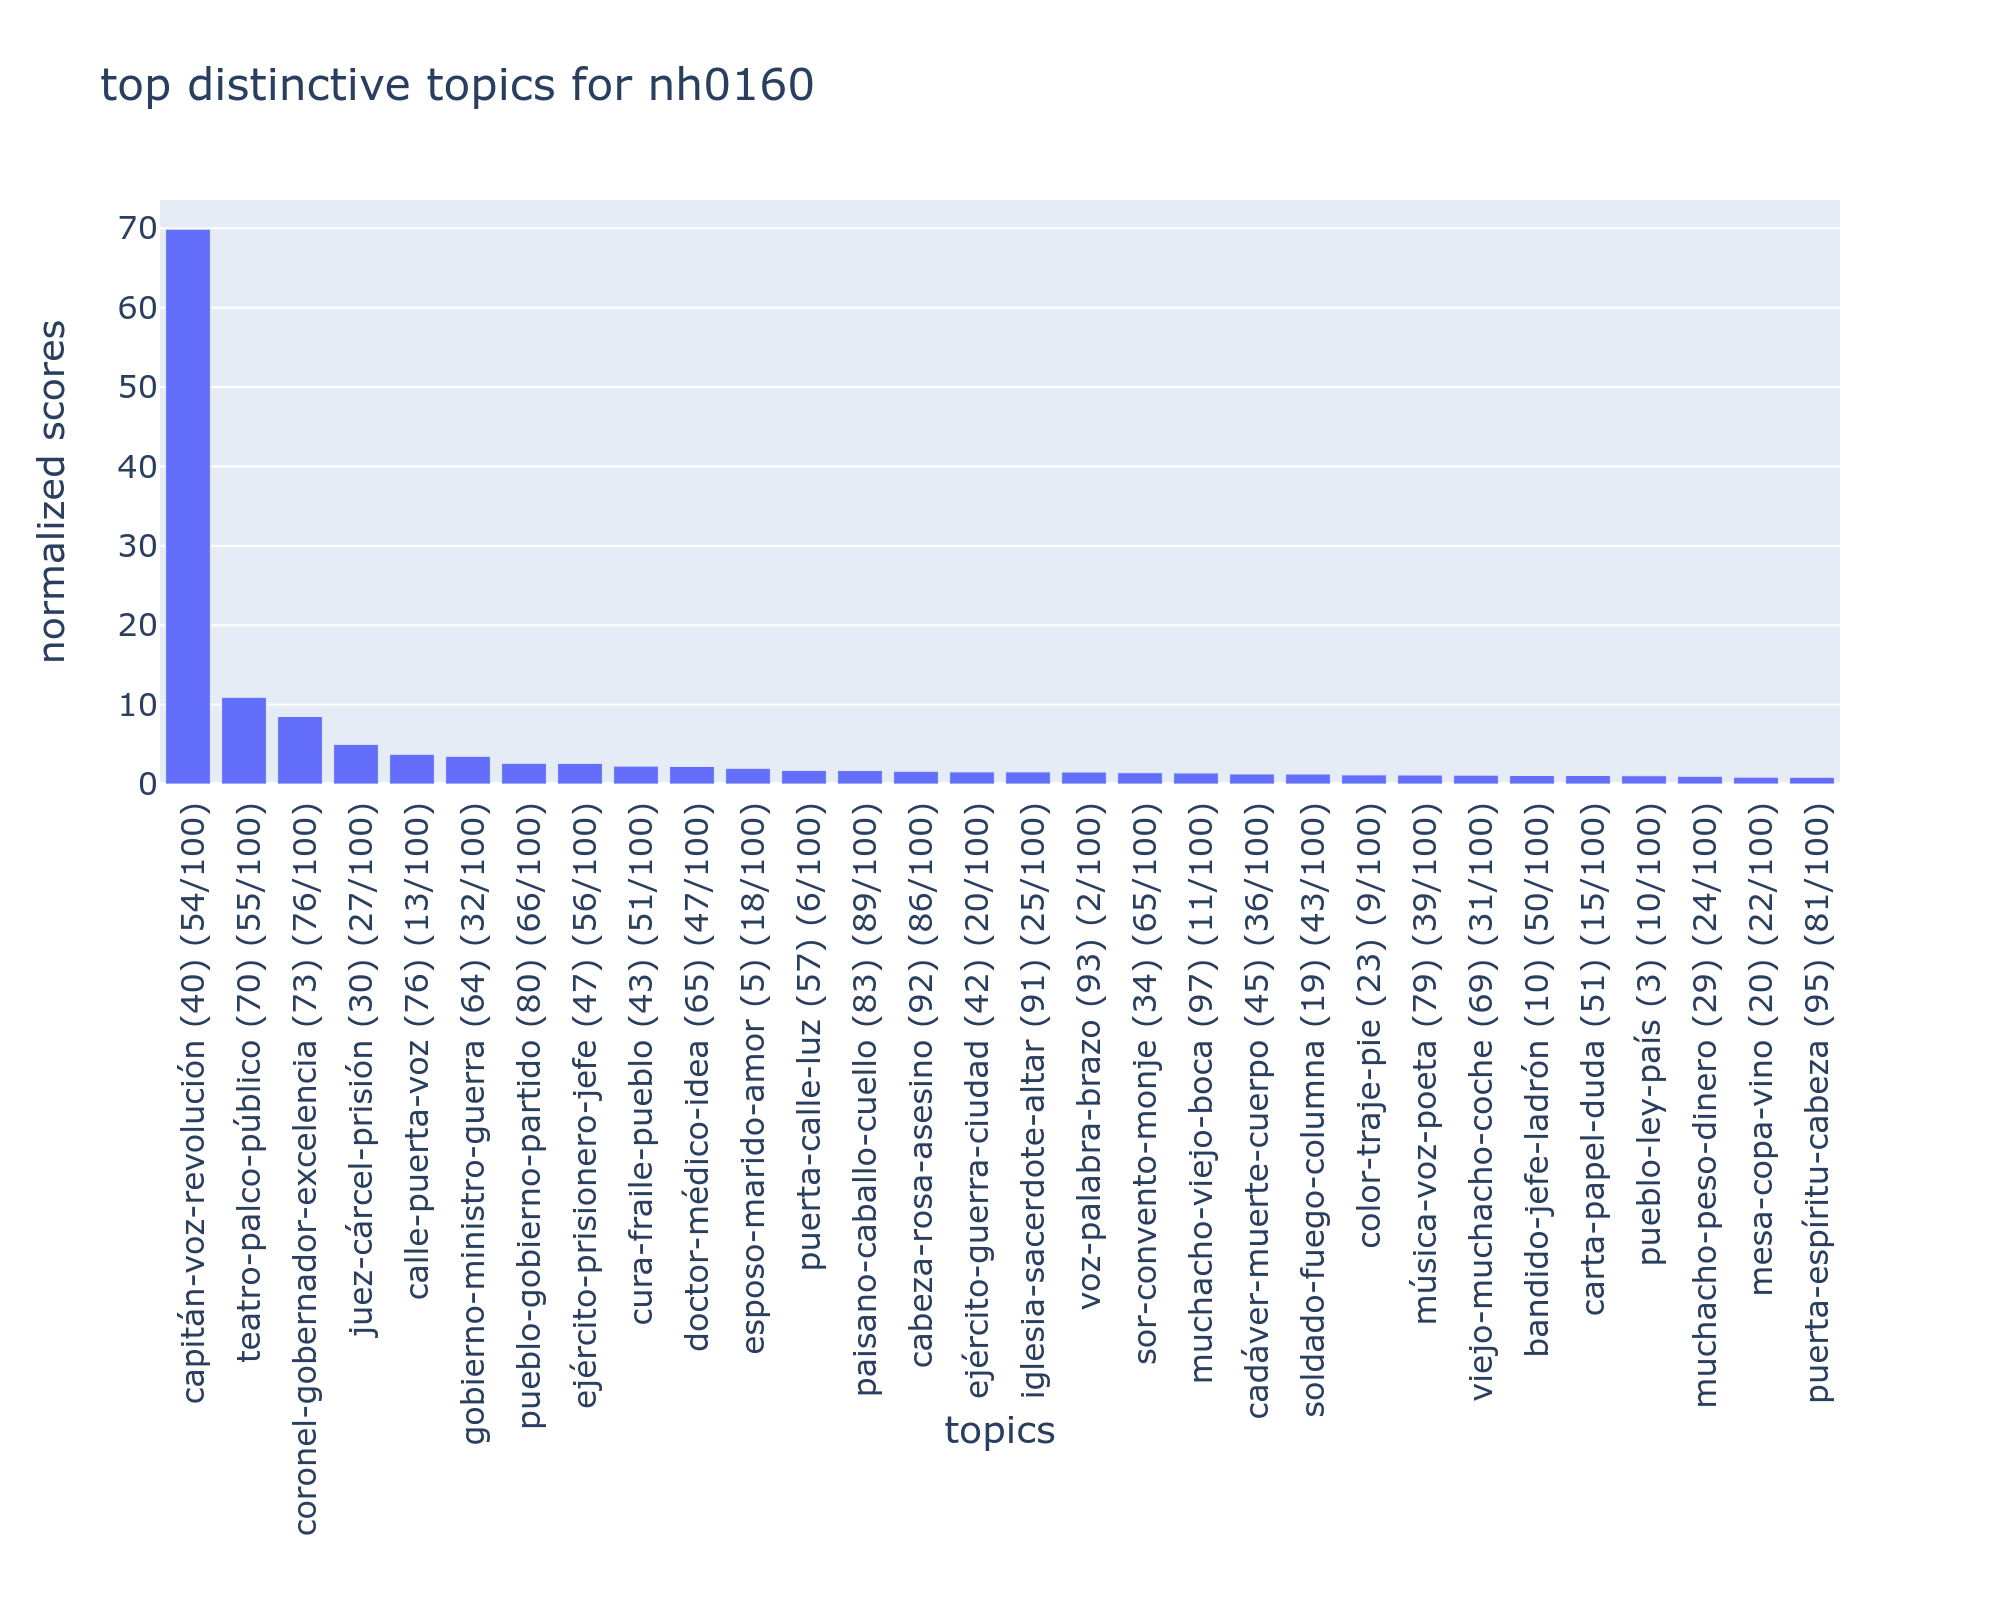 top distinctive topics for nh0160
normalized scores
70
60
50
40
30
20
10
0
capitán-voz-revolución (40) (54/100)
teatro-palco-público (70) (55/100)
coronel-gobernador-excelencia (73) (76/100)
juez-cárcel-prisión (30) (27/100)
calle-puerta-voz (76) (13/100)
gobierno-ministro-guerra (64) (32/100)
pueblo-gobierno-partido (80) (66/100)
ejército-prisionero-jefe (47) (56/100)
cura-fraile-pueblo (43) (51/100)
doctor-médico-idea (65) (47/100)
esposo-marido-amor (5) (18/100)
puerta-calle-luz (57) (6/100)
paisano-caballo-cuello (83) (89/100)
cabeza-rosa-asesino (92) (86/100)
ejército-guerra-ciudad (42) (20/100)
iglesia-sacerdote-altar (91) (25/100)
voz-palabra-brazo (93) (2/100)
sor-convento-monje (34) (65/100)
muchacho-viejo-boca (97) (11/100)
cadáver-muerte-cuerpo (45) (36/100)
soldado-fuego-columna (19) (43/100)
color-traje-pie (23) (9/100)
música-voz-poeta (79) (39/100)
viejo-muchacho-coche (69) (31/100)
bandido-jefe-ladrón (10) (50/100)
carta-papel-duda (51) (15/100)
pueblo-ley-país (3) (10/100)
muchacho-peso-dinero (29) (24/100)
mesa-copa-vino (20) (22/100)
puerta-espíritu-cabeza (95) (81/100)
topics